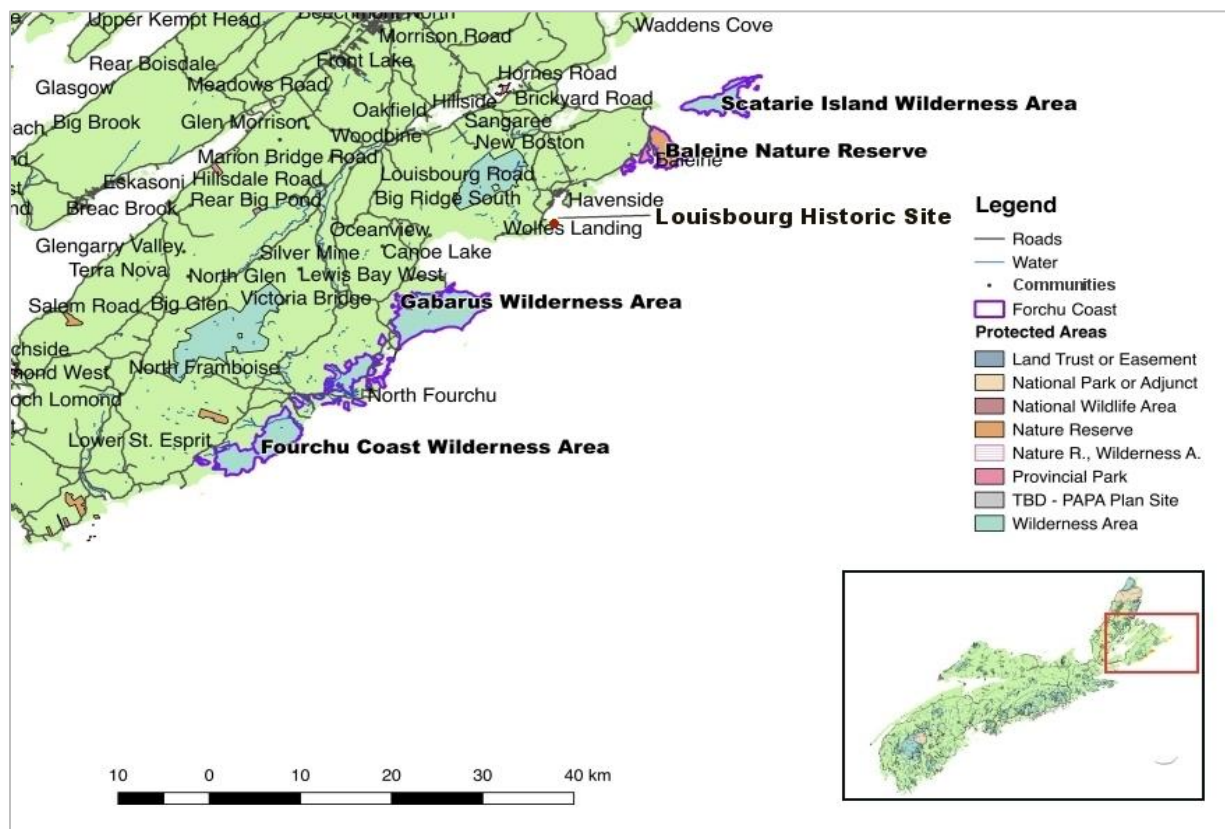 Upper Kempt Head
Beechmont North
Waddens Cove
Morrison Road
Rear Boisdale
Front Lake
Hornes Road
Glasgow
Meadows Road
Oakfield
Hillside
Brickyard Road
Scatarie Island Wilderness Area
Big Brook
Glen Morrison
Sangaree
Woodbine
New Boston
Baleine Nature Reserve
Baleine
Marion Bridge Road
Eskasoni
Hillsdale Road
Louisbourg Road
Breac Brook
Rear Big Pond
Big Ridge South
Havenside
Louisbourg Historic Site
Oceanview
Wolfes Landing
Glengarry Valley
Silver Mine
Canoe Lake
Terra Nova
North Glen
Lewis Bay West
Salem Road
Big Glen
Victoria Bridge
Gabarus Wilderness Area
North Framboise
North Fourchu
Lower St. Esprit
Fourchu Coast Wilderness Area
Legend
Roads
Water
Communities
Forchu Coast
Protected Areas
Land Trust or Easement
National Park or Adjunct
National Wildlife Area
Nature Reserve
Nature R., Wilderness A.
Provincial Park
TBD - PAPA Plan Site
Wilderness Area
10 0 10 20 30 40 km